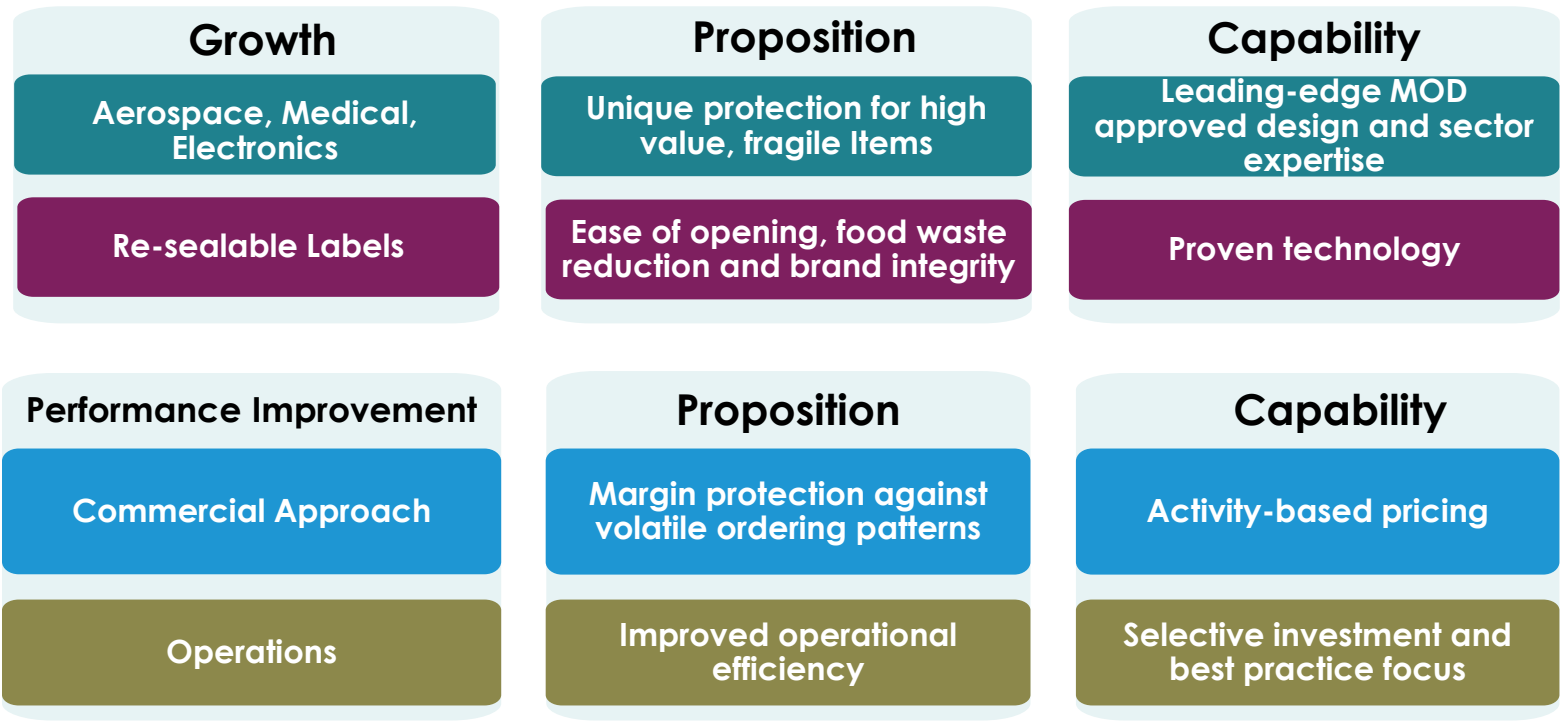 Growth
Proposition
Capability
Aerospace, Medical,
Electronics
Unique protection for high
value, fragile Items
Leading-edge MOD
approved design and sector
expertise
Re-sealable Labels
Ease of opening, food waste
reduction and brand integrity
Proven technology
Performance Improvement
Proposition
Capability
Commercial Approach
Margin protection against
volatile ordering patterns
Activity-based pricing
Operations
Improved operational
efficiency
Selective investment and
best practice focus